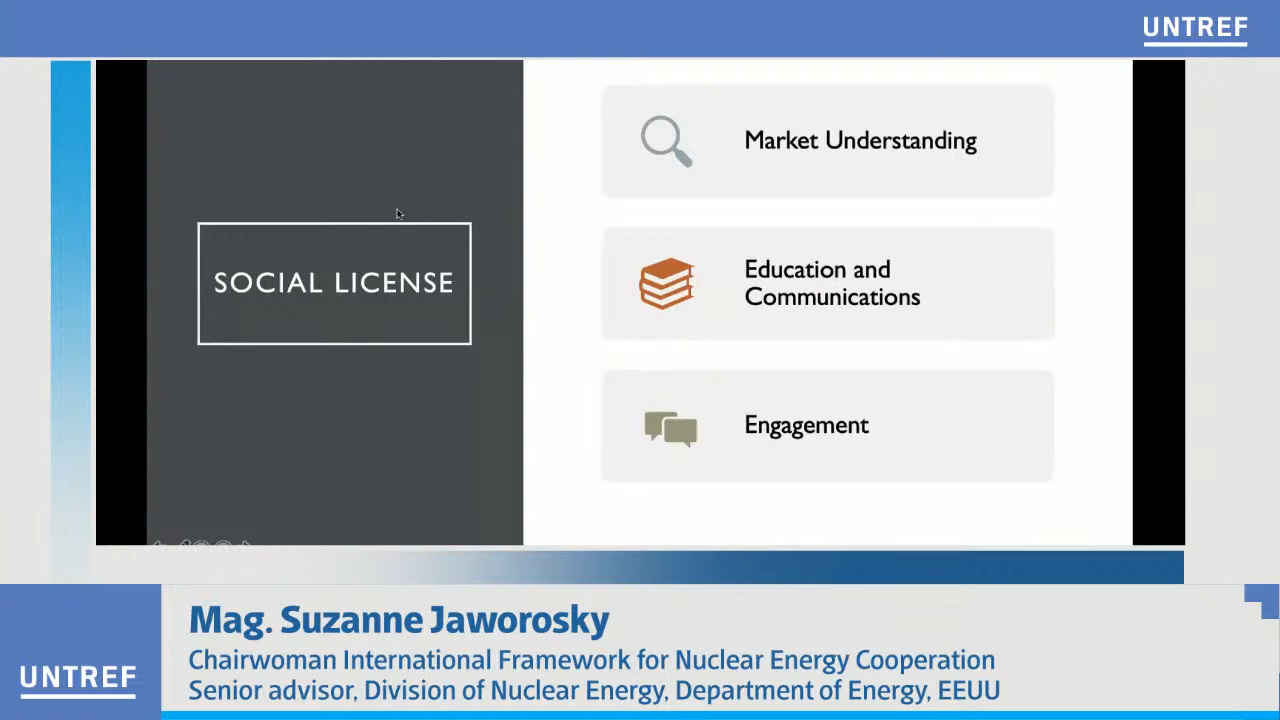 UNTREF
SOCIAL LICENSE
Market Understanding
Education and
Communications
Engagement
Mag. Suzanne Jaworosky
Chairwoman International Framework for Nuclear Energy Cooperation
Senior advisor, Division of Nuclear Energy, Department of Energy, EEUU
UNTREF